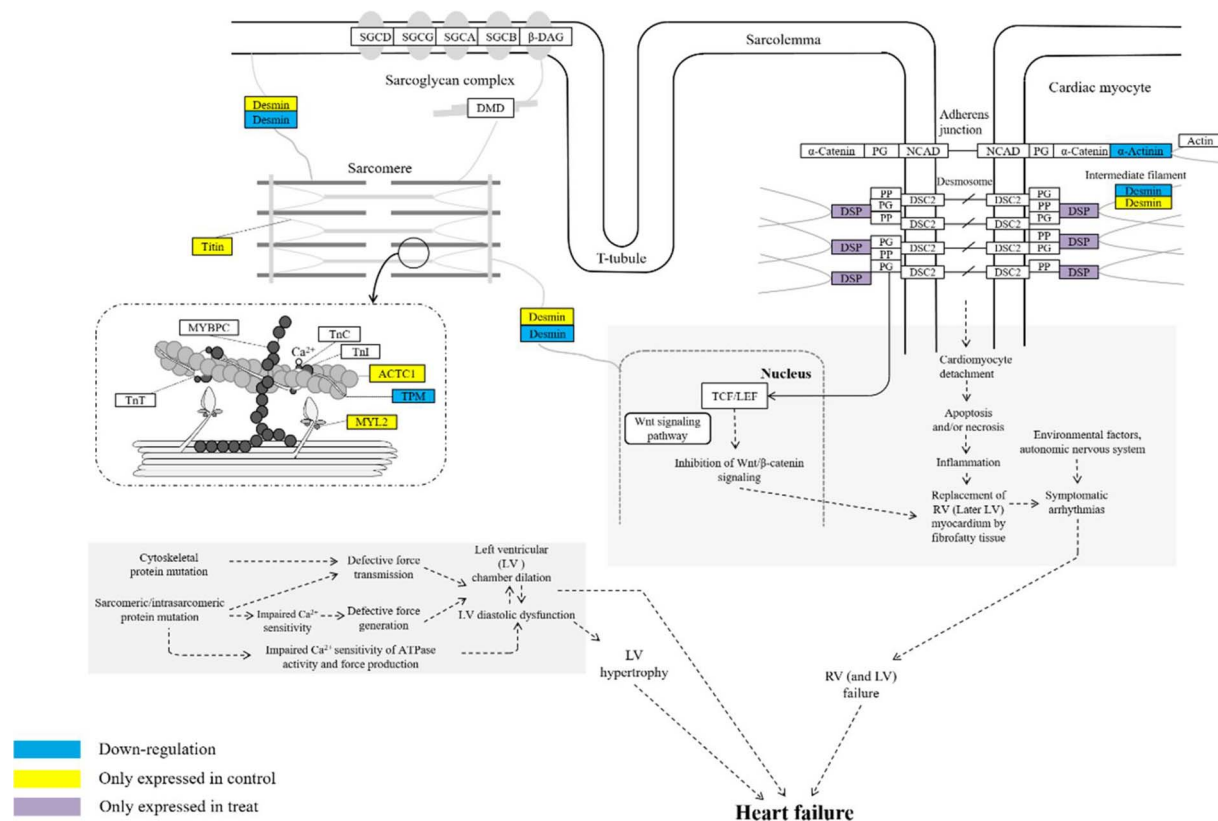 SGCD SGCG SGCA SGCB β-DAG
Sarcolemma
Sarcoglycan complex
Cardiac myocyte
Desmin
Desmin
DMD
Adherens
junction
Actin
α-Catenin PG NCAD NCAD PG α-Catenin α-Actinin
Sarcomere
Desmosome
Intermediate filament
Desmin
Desmin
PP DSC2 DSC2 PG
DSP PG PP DSP
PP DSC2 DSC2 PG
Titin
T-tubule
DSP PG DSC2 DSC2 PP DSP
PP PG
DSP PG DSC2 DSC2 PP DSP
Desmin
Desmin
MYBPC
TnC
Ca²⁺
TnI
ACTC1
TPM
TnT
MYL2
Nucleus
TCF/LEF
Wnt signaling
pathway
Inhibition of Wnt/β-catenin
signaling
Cardiomyocyte
detachment
Apoptosis
and/or necrosis
Environmental factors,
autonomic nervous system
Inflammation
Replacement of
RV (Later LV)
myocardium by
fibrofatty tissue
Symptomatic
arrhythmias
Cytoskeletal
protein mutation
Defective force
transmission
Left ventricular
(LV )
chamber dilation
Sarcomeric/intrasarcomeric
protein mutation
Impaired Ca²⁺
sensitivity
Defective force
generation
LV diastolic dysfunction
Impaired Ca²⁺ sensitivity of ATPase
activity and force production
LV
hypertrophy
RV (and LV)
failure
Down-regulation
Only expressed in control
Only expressed in treat
Heart failure